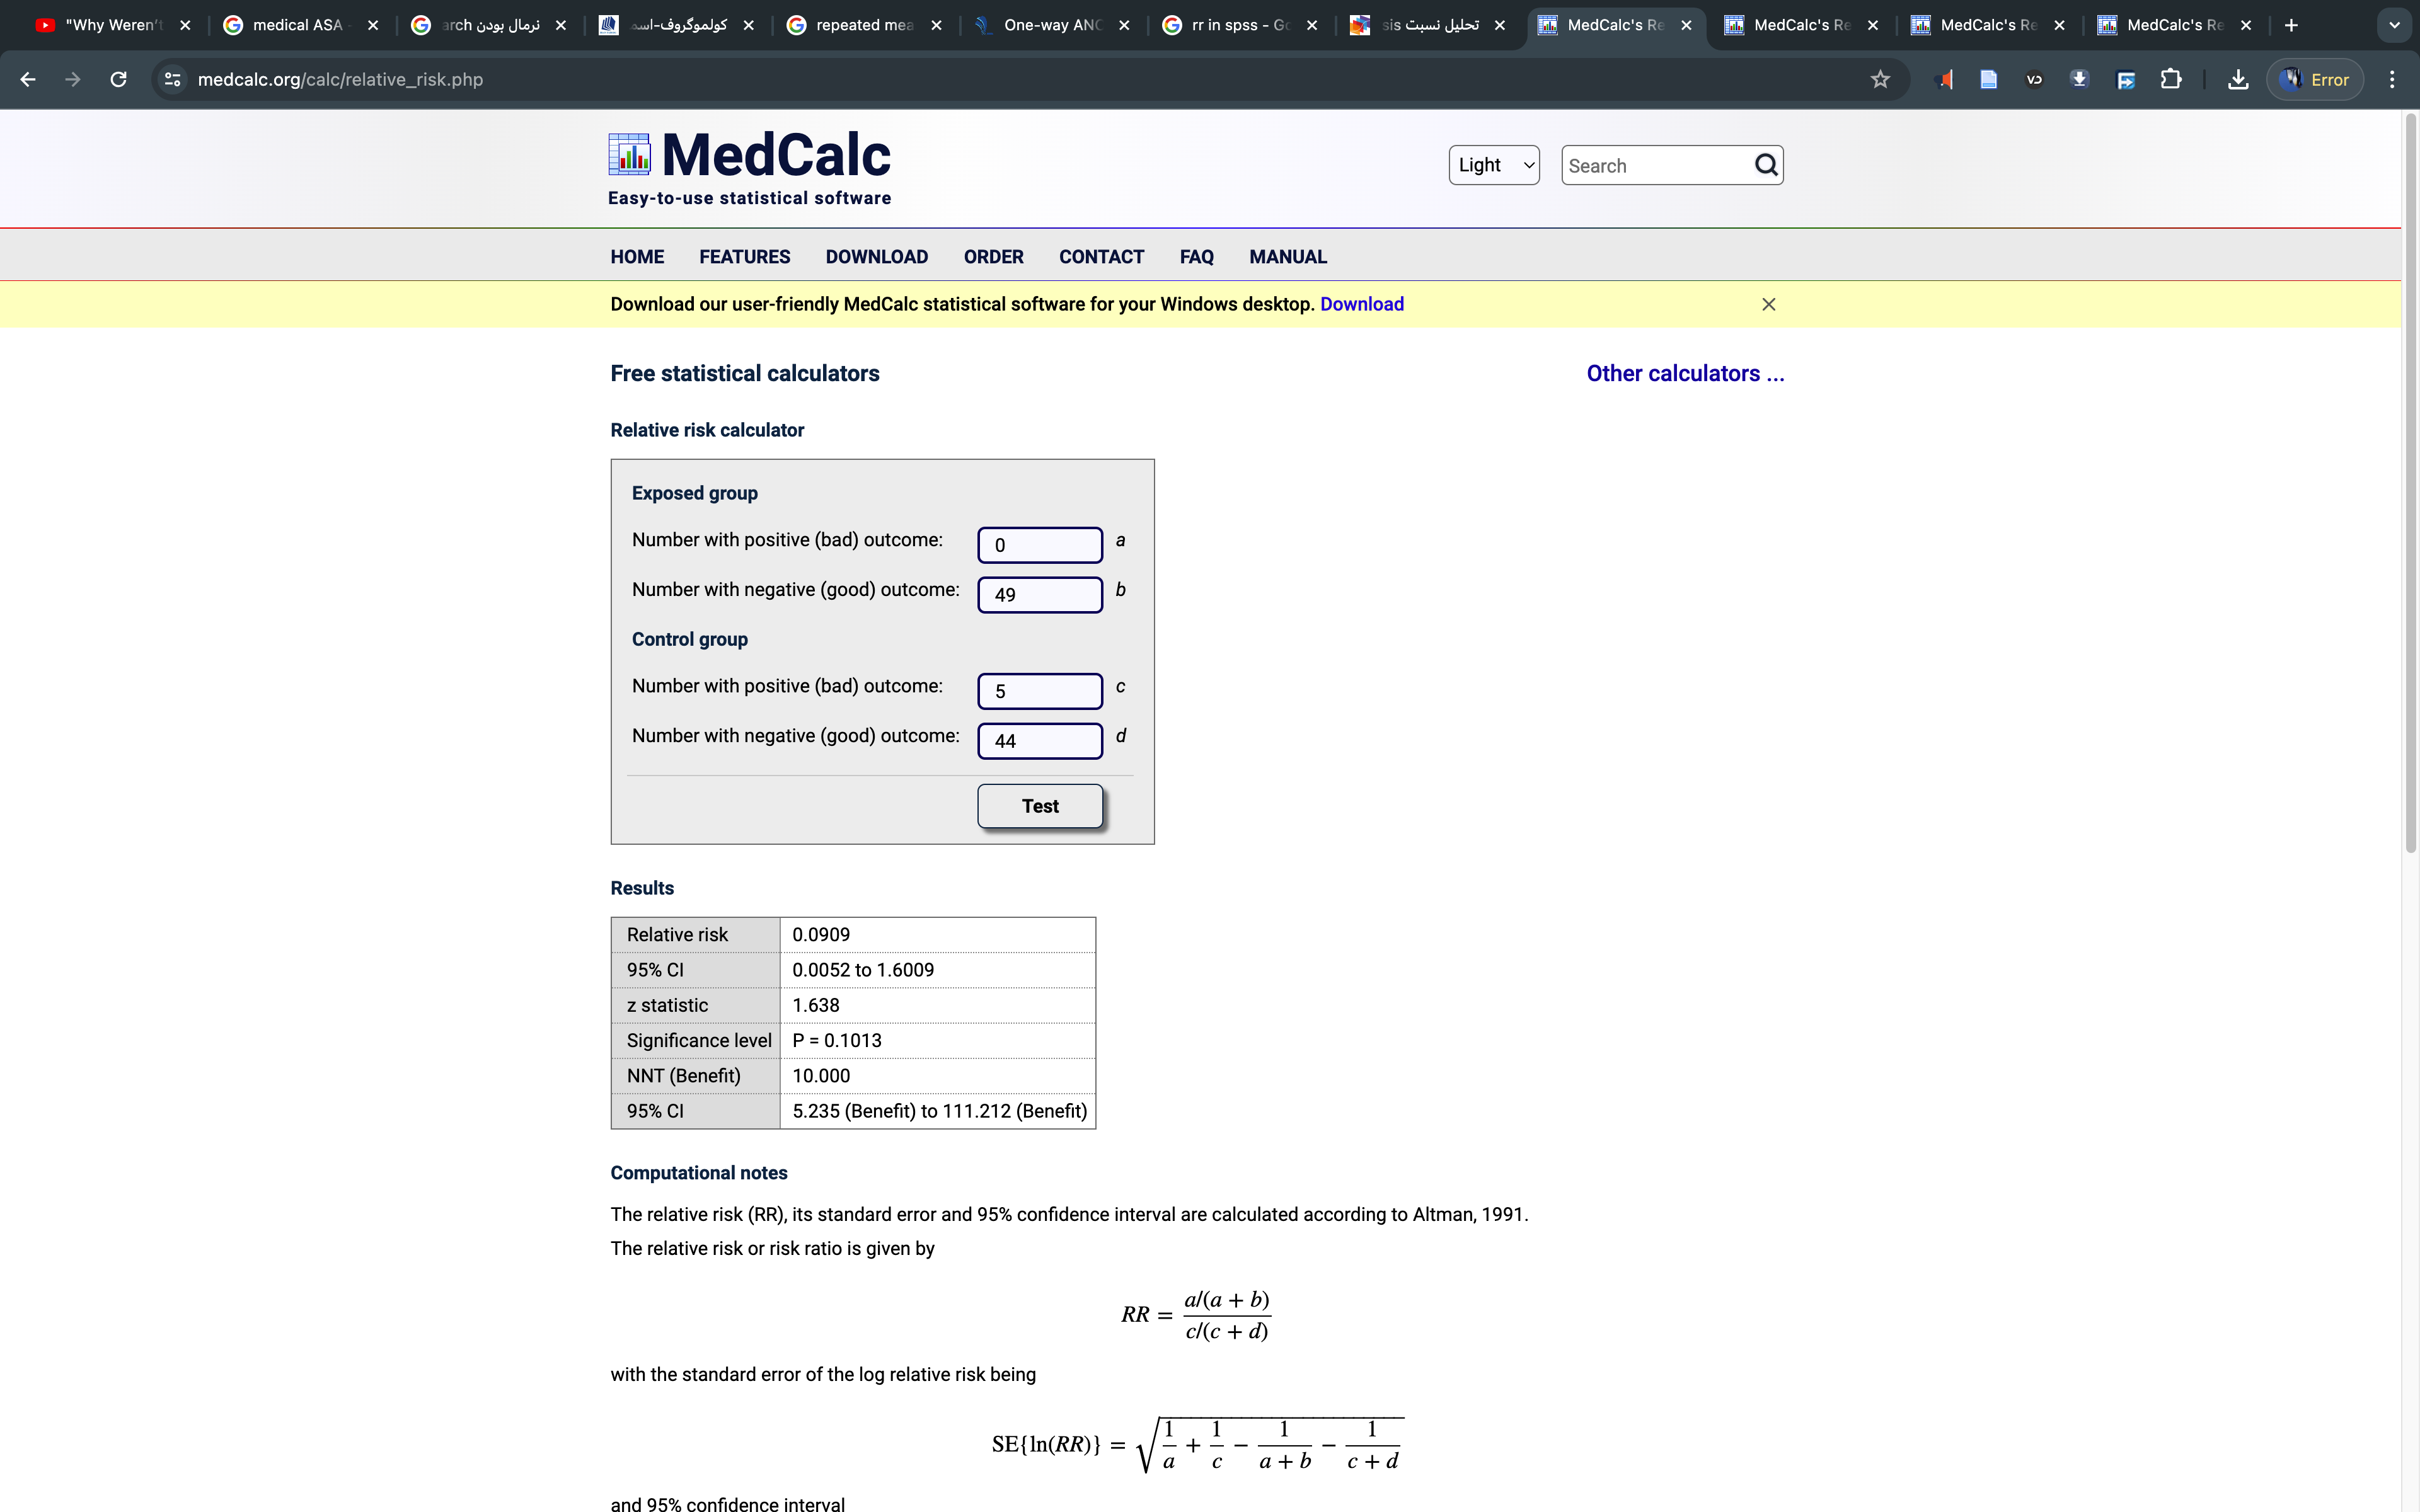 "Why Weren't
medical ASA -
نرمال بودن arch
کولموگروف-اسم
repeated mea
One-way ANO
rr in spss - Go
تحلیل نسبت sis
MedCalc's Re
MedCalc's Re
MedCalc's Re
MedCalc's Re
medcalc.org/calc/relative_risk.php
Error
MedCalc
Easy-to-use statistical software
Light
Search
HOME FEATURES DOWNLOAD ORDER CONTACT FAQ MANUAL
Download our user-friendly MedCalc statistical software for your Windows desktop. Download
Free statistical calculators
Other calculators ...
Relative risk calculator
Exposed group
Number with positive (bad) outcome: 0 a
Number with negative (good) outcome: 49 b
Control group
Number with positive (bad) outcome: 5 c
Number with negative (good) outcome: 44 d
Test
Results
Relative risk 0.0909
95% CI 0.0052 to 1.6009
z statistic 1.638
Significance level P = 0.1013
NNT (Benefit) 10.000
95% CI 5.235 (Benefit) to 111.212 (Benefit)
Computational notes
The relative risk (RR), its standard error and 95% confidence interval are calculated according to Altman, 1991.
The relative risk or risk ratio is given by
RR = a/(a + b) / c/(c + d)
with the standard error of the log relative risk being
SE{ln(RR)} = √ 1/a + 1/c − 1/(a + b) − 1/(c + d)
and 95% confidence interval